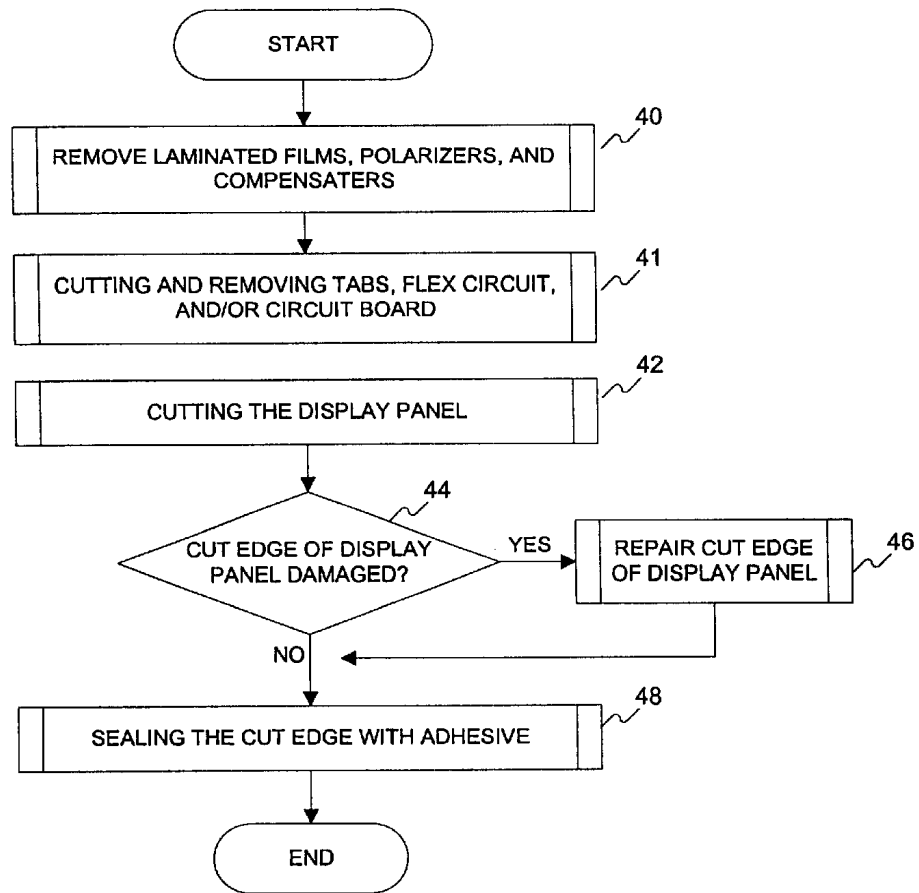 START
40
REMOVE LAMINATED FILMS, POLARIZERS, AND
COMPENSATERS
41
CUTTING AND REMOVING TABS, FLEX CIRCUIT,
AND/OR CIRCUIT BOARD
42
CUTTING THE DISPLAY PANEL
44
CUT EDGE OF DISPLAY
PANEL DAMAGED?
YES
REPAIR CUT EDGE
OF DISPLAY PANEL
46
NO
48
SEALING THE CUT EDGE WITH ADHESIVE
END